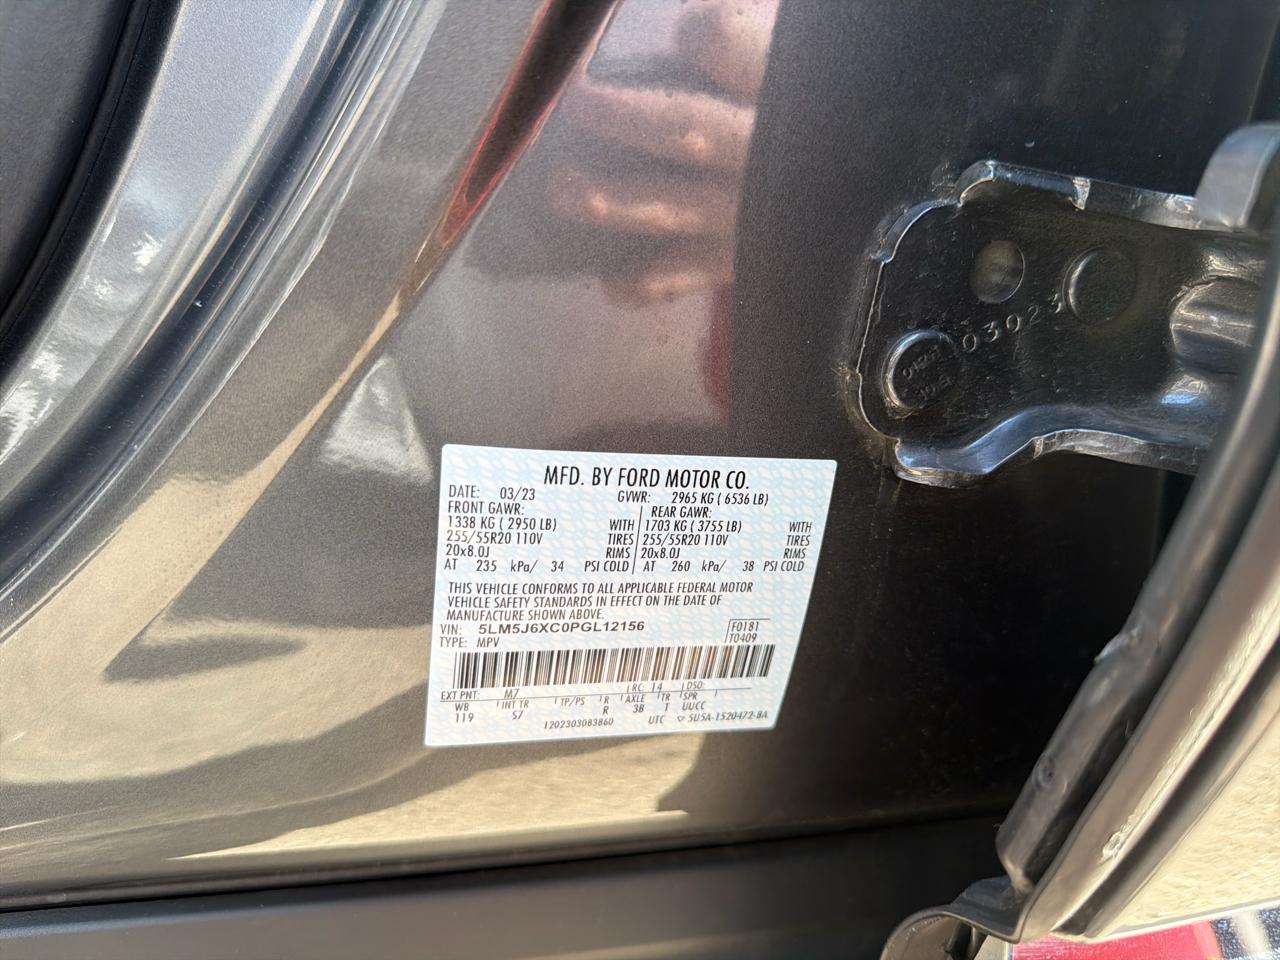 MFD. BY FORD MOTOR CO.
DATE: 03/23 GVWR: 2965 KG ( 6536 LB)
FRONT GAWR: REAR GAWR:
1338 KG ( 2950 LB) WITH 1703 KG ( 3755 LB) WITH
255/55R20 110V TIRES 255/55R20 110V TIRES
20x8.0J RIMS 20x8.0J RIMS
AT 235 kPa/ 34 PSI COLD AT 260 kPa/ 38 PSI COLD
THIS VEHICLE CONFORMS TO ALL APPLICABLE FEDERAL MOTOR
VEHICLE SAFETY STANDARDS IN EFFECT ON THE DATE OF
MANUFACTURE SHOWN ABOVE.
VIN: 5LM5J6XC0PGL12156 F0181
TYPE: MPV T0409
EXT PNT: M7 RC: 14 DSO:
WB INT TR TP/PS R AXLE TR SPR
119 S7 R 3B T UUCC
1202303083860 UTC 5U5A-1520472-BA
03023